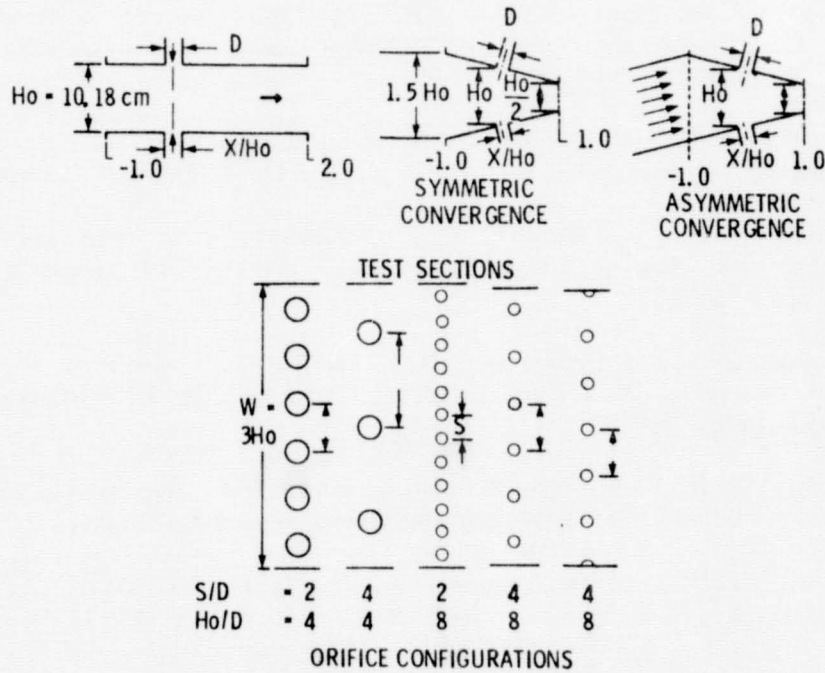 D
Ho = 10.18 cm
X/Ho
-1.0
2.0
D
1.5 Ho
Ho
Ho
2
X/Ho
-1.0
1.0
SYMMETRIC
CONVERGENCE
D
Ho
X/Ho
-1.0
1.0
ASYMMETRIC
CONVERGENCE
TEST SECTIONS
W =
3Ho
S
S/D = 2 4 2 4 4
Ho/D = 4 4 8 8 8
ORIFICE CONFIGURATIONS